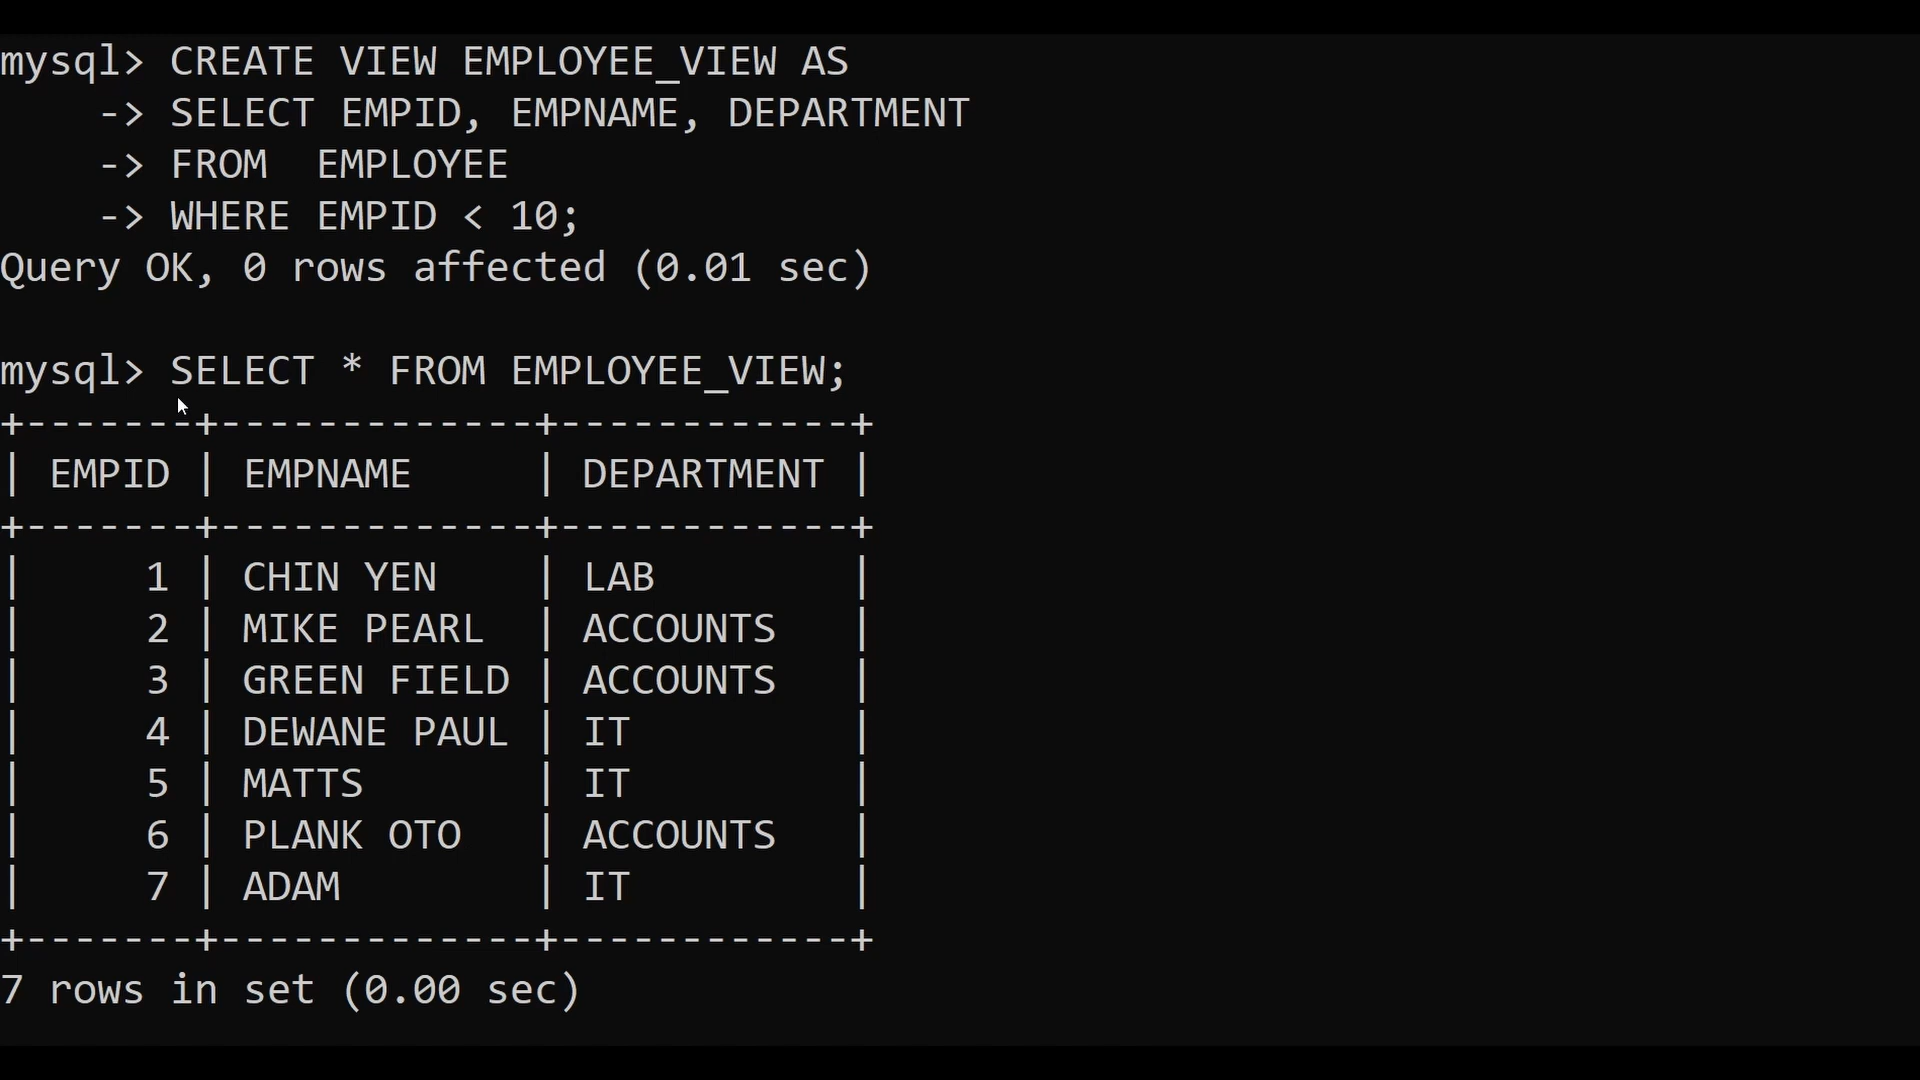 mysql> CREATE VIEW EMPLOYEE_VIEW AS
    -> SELECT EMPID, EMPNAME, DEPARTMENT
    -> FROM  EMPLOYEE
    -> WHERE EMPID < 10;
Query OK, 0 rows affected (0.01 sec)

mysql> SELECT * FROM EMPLOYEE_VIEW;
+-------+-------------+------------+
| EMPID | EMPNAME     | DEPARTMENT |
+-------+-------------+------------+
|     1 | CHIN YEN    | LAB        |
|     2 | MIKE PEARL  | ACCOUNTS   |
|     3 | GREEN FIELD | ACCOUNTS   |
|     4 | DEWANE PAUL | IT         |
|     5 | MATTS       | IT         |
|     6 | PLANK OTO   | ACCOUNTS   |
|     7 | ADAM        | IT         |
+-------+-------------+------------+
7 rows in set (0.00 sec)